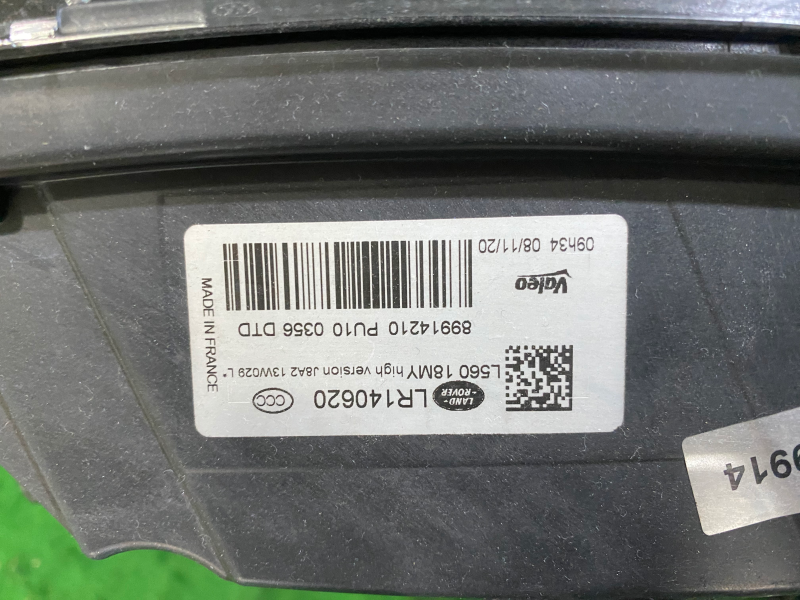 LAND-
ROVER
LR140620
CCC
L560 18MY high version J8A2 13W029 L*
89914210 PU10 0356 DTD
Valeo
09h34 08/11/20
MADE IN FRANCE
9914